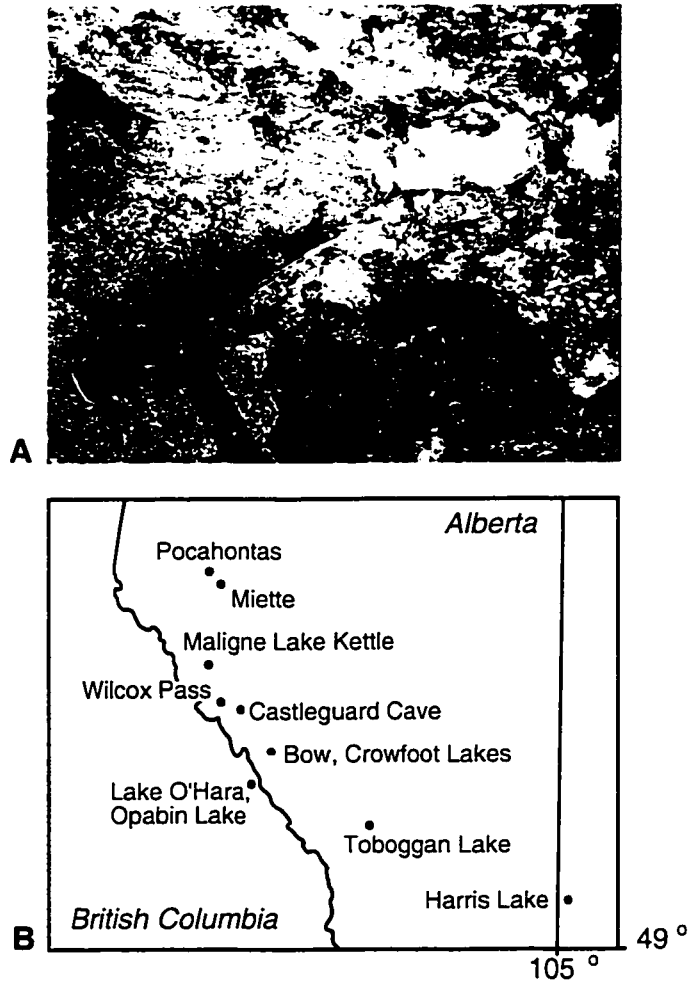 A
Alberta
Pocahontas
Miette
Maligne Lake Kettle
Wilcox Pass
Castleguard Cave
Bow, Crowfoot Lakes
Lake O'Hara,
Opabin Lake
Toboggan Lake
Harris Lake
British Columbia
B
49 º
105 º